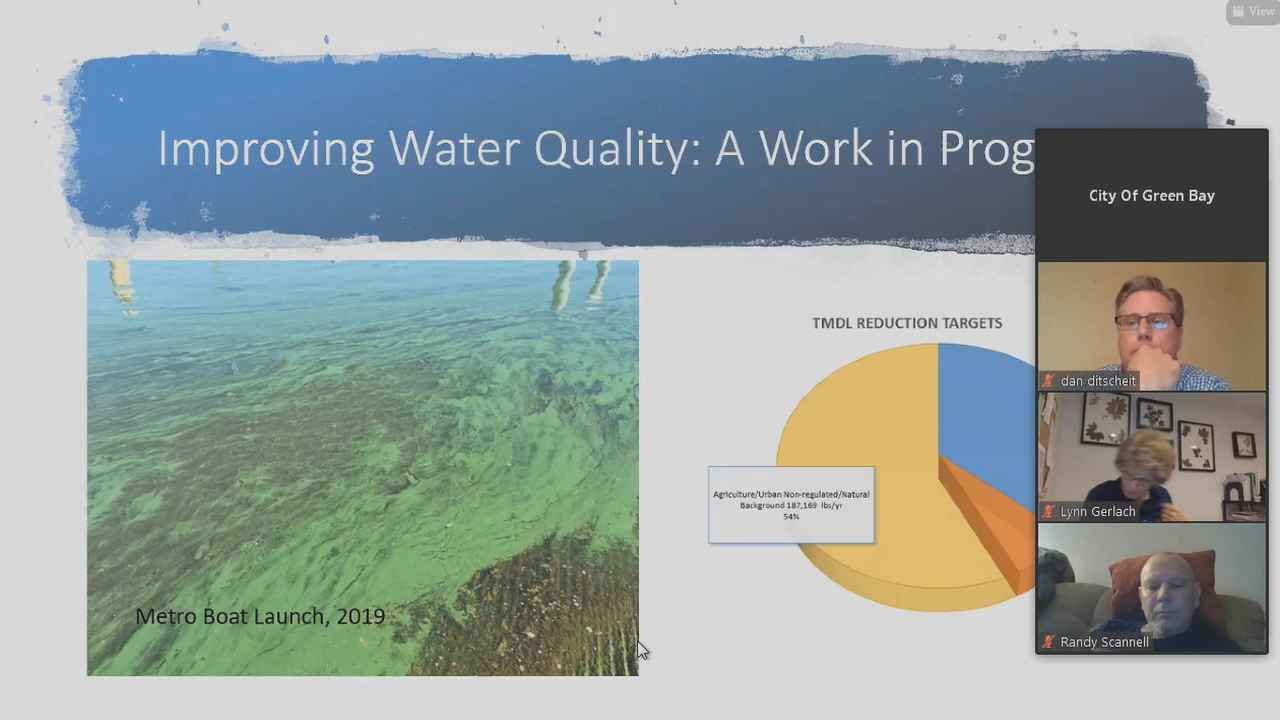 View
Improving Water Quality: A Work in Prog
City Of Green Bay
TMDL REDUCTION TARGETS
dan ditscheit
Agriculture/Urban Non-regulated/Natural
Background 187,169 lbs/yr
54%
Lynn Gerlach
Metro Boat Launch, 2019
Randy Scannell